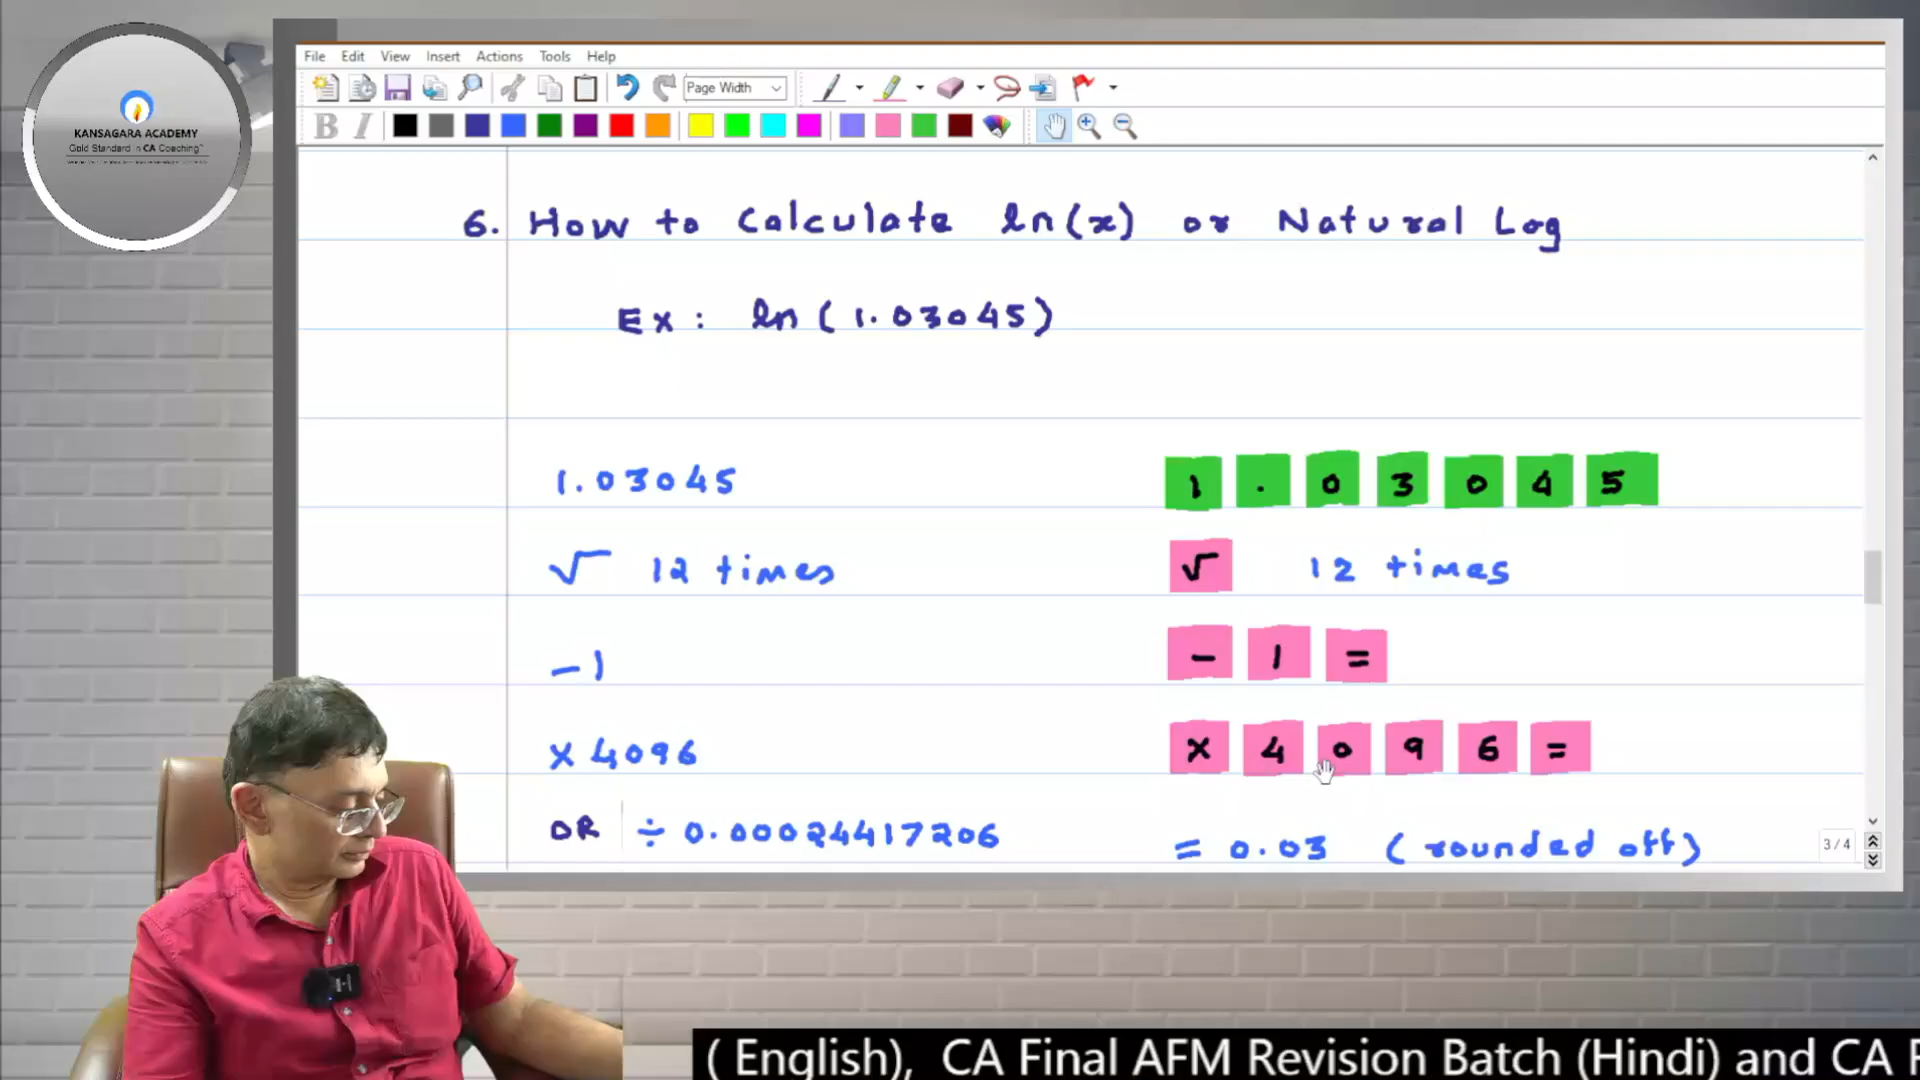 KANSAGARA ACADEMY
Gold Standard in CA Coaching
File Edit View Insert Actions Tools Help
Page Width
B I
6. How to Calculate ln(x) or Natural Log
Ex: ln(1.03045)
1.03045
1 . 0 3 0 4 5
√ 12 times
√ 12 times
-1
- 1 =
x 4096
x 4 0 9 6 =
OR ÷ 0.00024417206
= 0.03 (rounded off)
3/4
( English), CA Final AFM Revision Batch (Hindi) and CA F